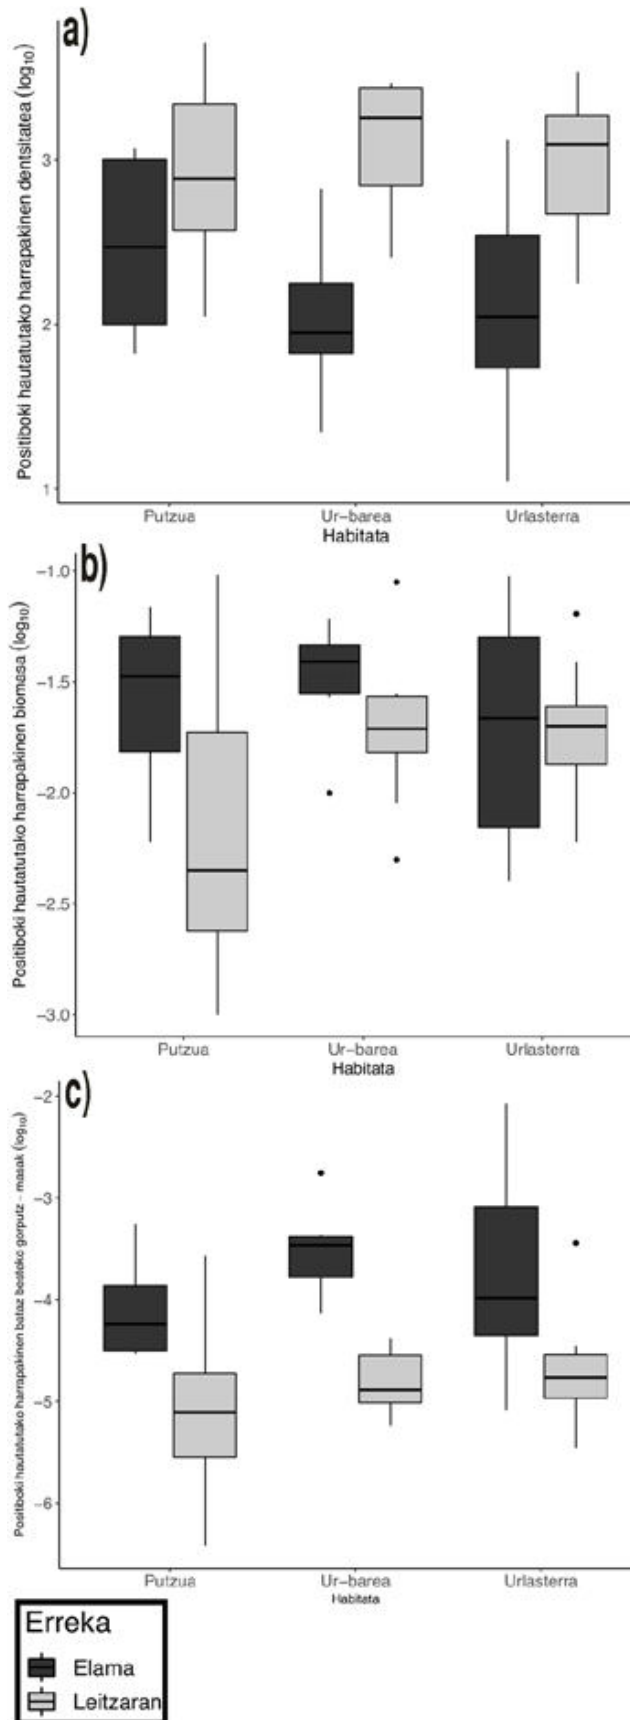 a)
Positiboki hautatutako harrapakinen dentsitatea (log10)
3
2
1
Putzua Ur-barea Urlasterra
Habitata
b)
Positiboki hautatutako harrapakinen biomasa (log10)
-1.0
-1.5
-2.0
-2.5
-3.0
Putzua Ur-barea Urlasterra
Habitata
c)
Positiboki hautatutako harrapakinen bataz besteko gorputz - masak (log10)
-2
-3
-4
-5
-6
Putzua Ur-barea Urlasterra
Habitata
Erreka
Elama
Leitzaran